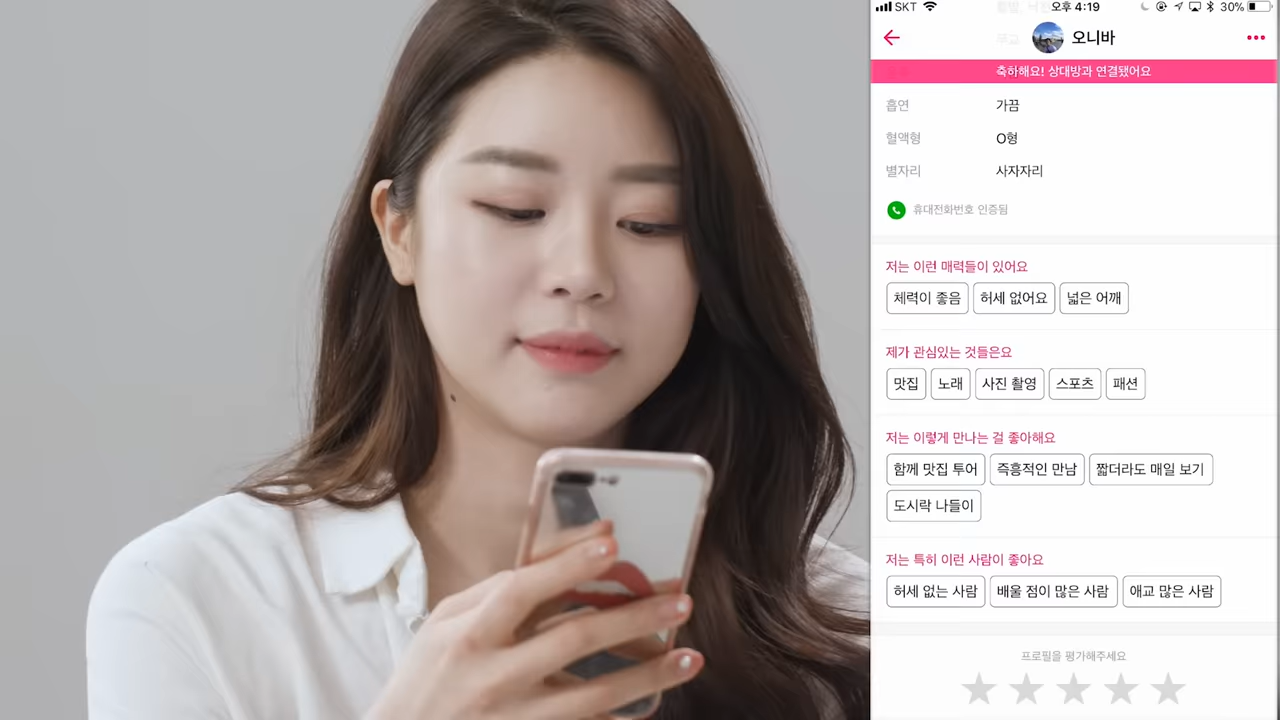 SKT 오후 4:19 30%
오니바
축하해요! 상대방과 연결됐어요
흡연 가끔
혈액형 O형
별자리 사자자리
휴대전화번호 인증됨
저는 이런 매력들이 있어요
체력이 좋음 허세 없어요 넓은 어깨
제가 관심있는 것들은요
맛집 노래 사진 촬영 스포츠 패션
저는 이렇게 만나는 걸 좋아해요
함께 맛집 투어 즉흥적인 만남 짧더라도 매일 보기
도시락 나들이
저는 특히 이런 사람이 좋아요
허세 없는 사람 배울 점이 많은 사람 애교 많은 사람
프로필을 평가해주세요